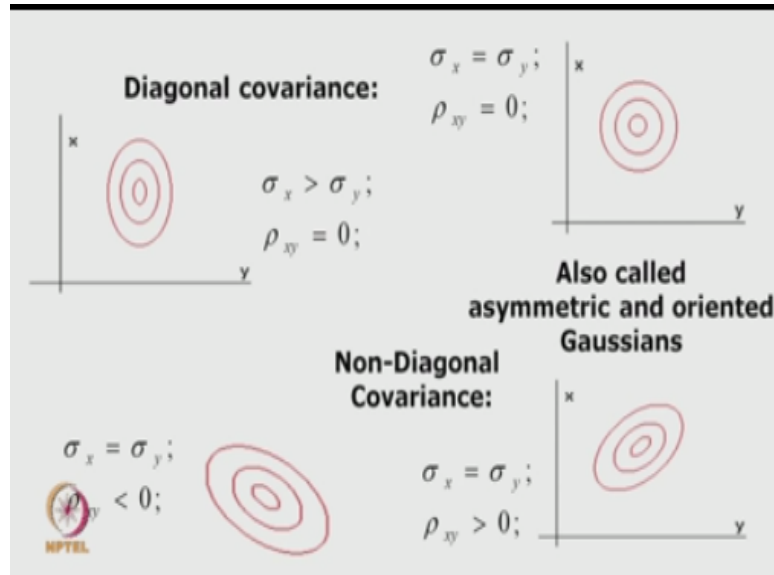 Diagonal covariance:
σ x = σ y;
ρ xy = 0;
x
y
σ x > σ y;
ρ xy = 0;
x
y
Also called
asymmetric and oriented
Gaussians
Non-Diagonal
Covariance:
σ x = σ y;
ρ xy < 0;
NPTEL
σ x = σ y;
ρ xy > 0;
x
y